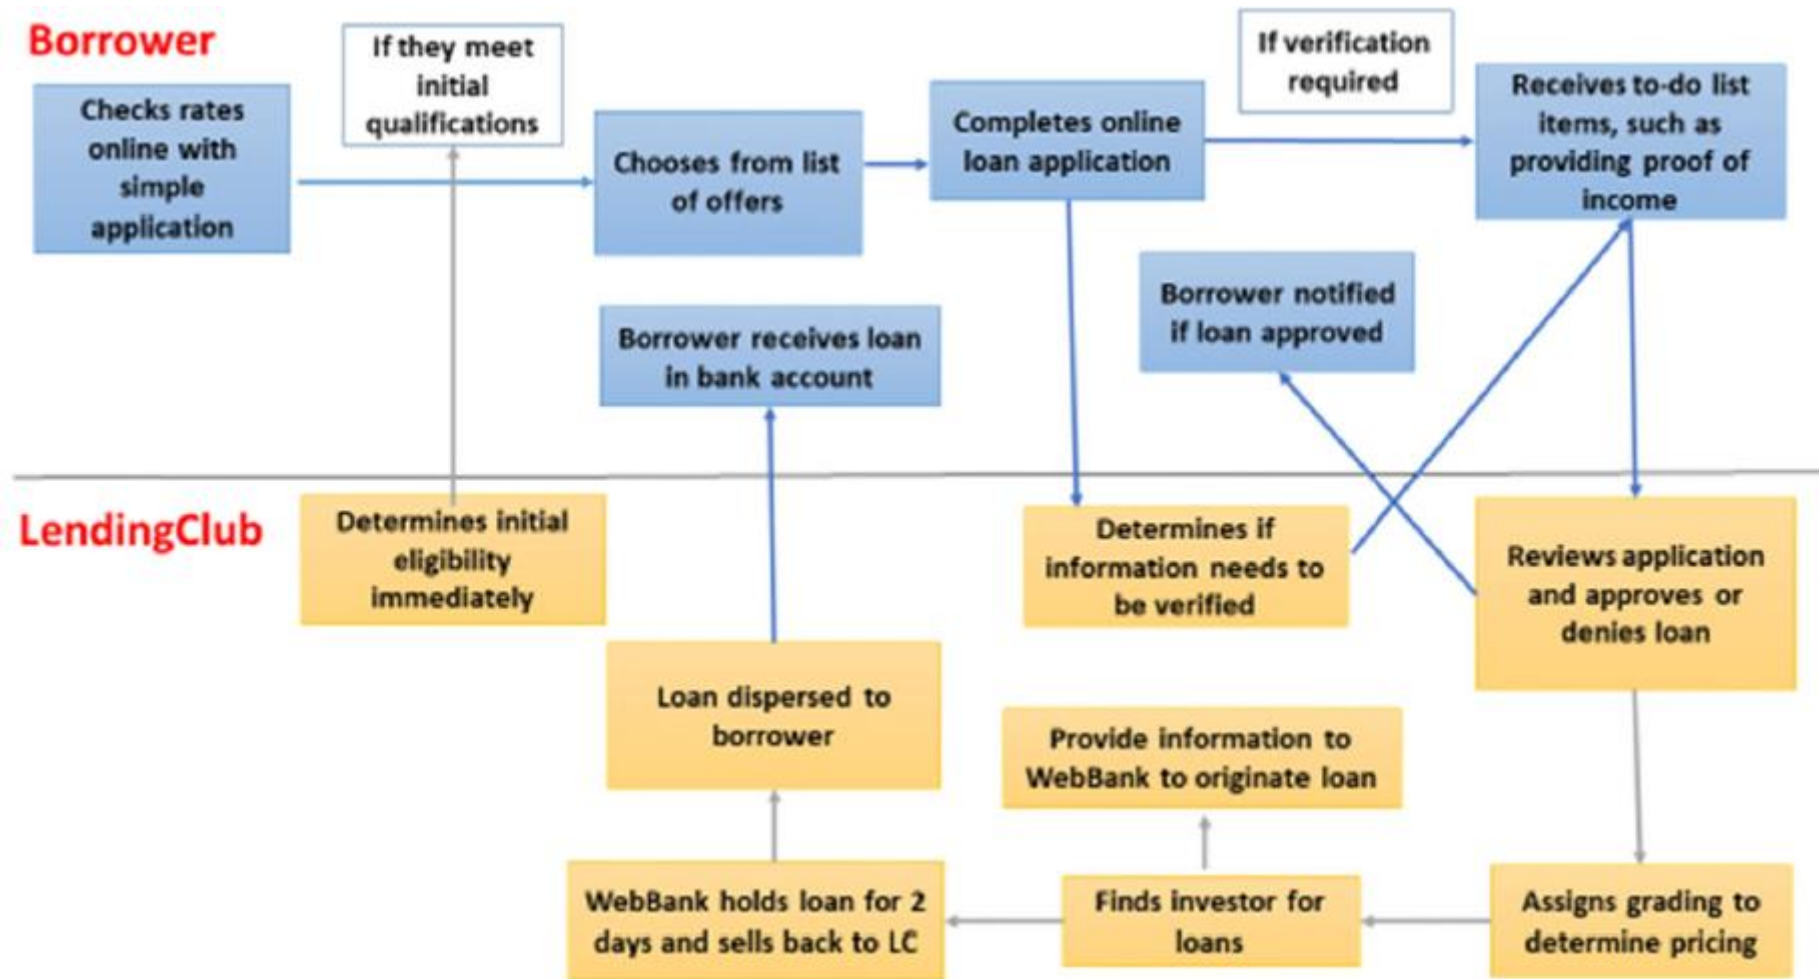 Borrower
Checks rates
online with
simple
application
If they meet
initial
qualifications
Chooses from list
of offers
Completes online
loan application
If verification
required
Receives to-do list
items, such as
providing proof of
income
Borrower notified
if loan approved
Borrower receives loan
in bank account
LendingClub
Determines initial
eligibility
immediately
Determines if
information needs to
be verified
Reviews application
and approves or
denies loan
Loan dispersed to
borrower
Provide information to
WebBank to originate loan
WebBank holds loan for 2
days and sells back to LC
Finds investor for
loans
Assigns grading to
determine pricing